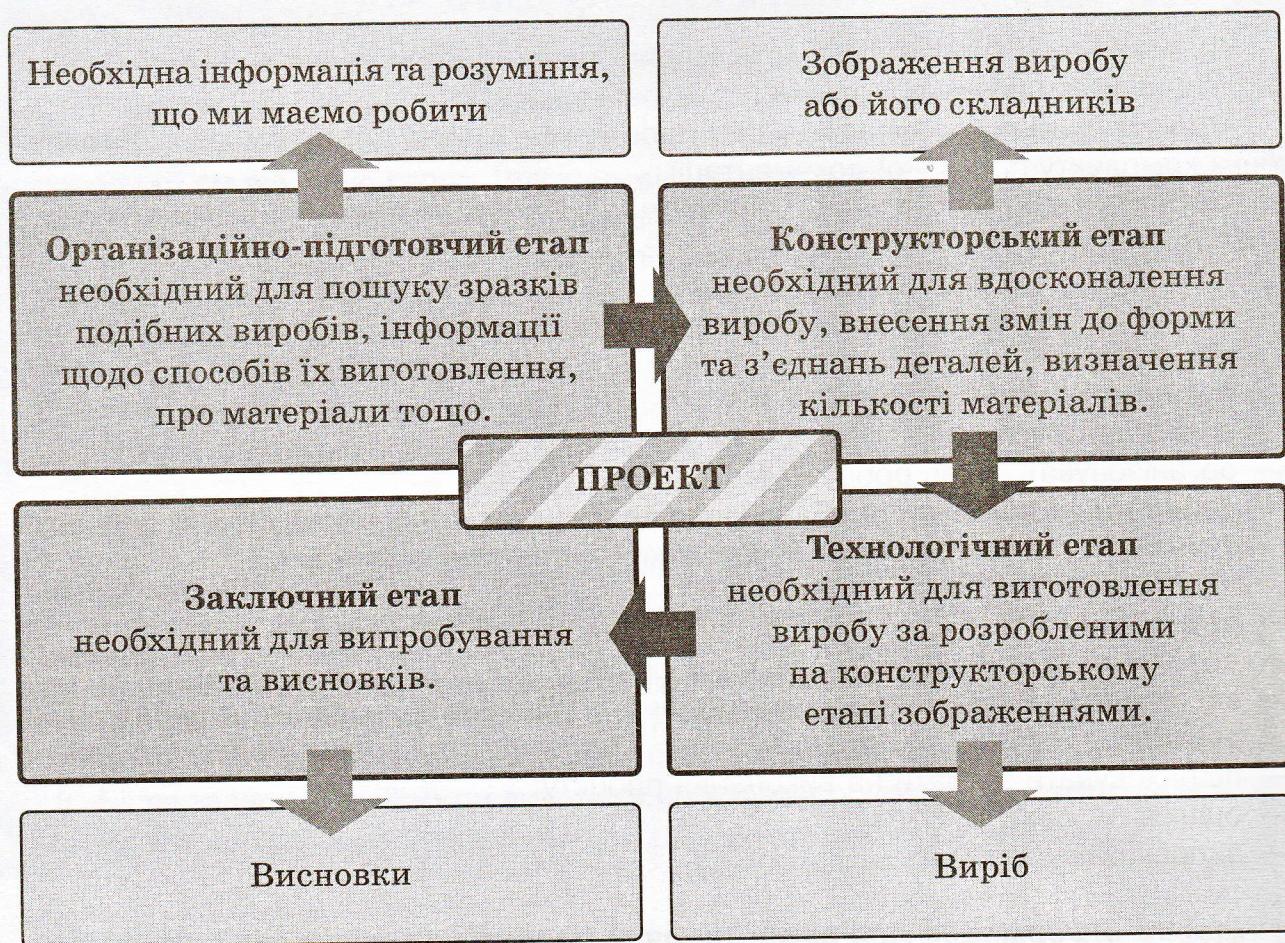 Необхідна інформація та розуміння,
що ми маємо робити
Зображення виробу
або його складників
Організаційно-підготовчий етап
необхідний для пошуку зразків
подібних виробів, інформації
щодо способів їх виготовлення,
про матеріали тощо.
Конструкторський етап
необхідний для вдосконалення
виробу, внесення змін до форми
та з’єднань деталей, визначення
кількості матеріалів.
ПРОЕКТ
Заключний етап
необхідний для випробування
та висновків.
Технологічний етап
необхідний для виготовлення
виробу за розробленими
на конструкторському
етапі зображеннями.
Висновки
Виріб